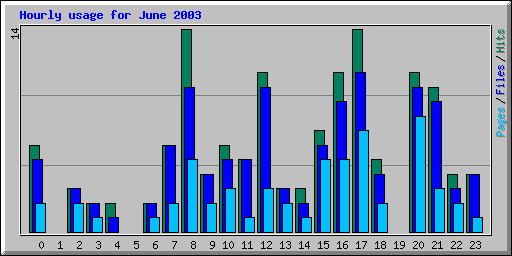 Hourly usage for June 2003
14
Pages/Files/Hits
0 1 2 3 4 5 6 7 8 9 10 11 12 13 14 15 16 17 18 19 20 21 22 23